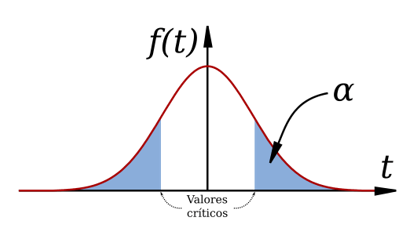 f(t)
α
t
Valores
críticos